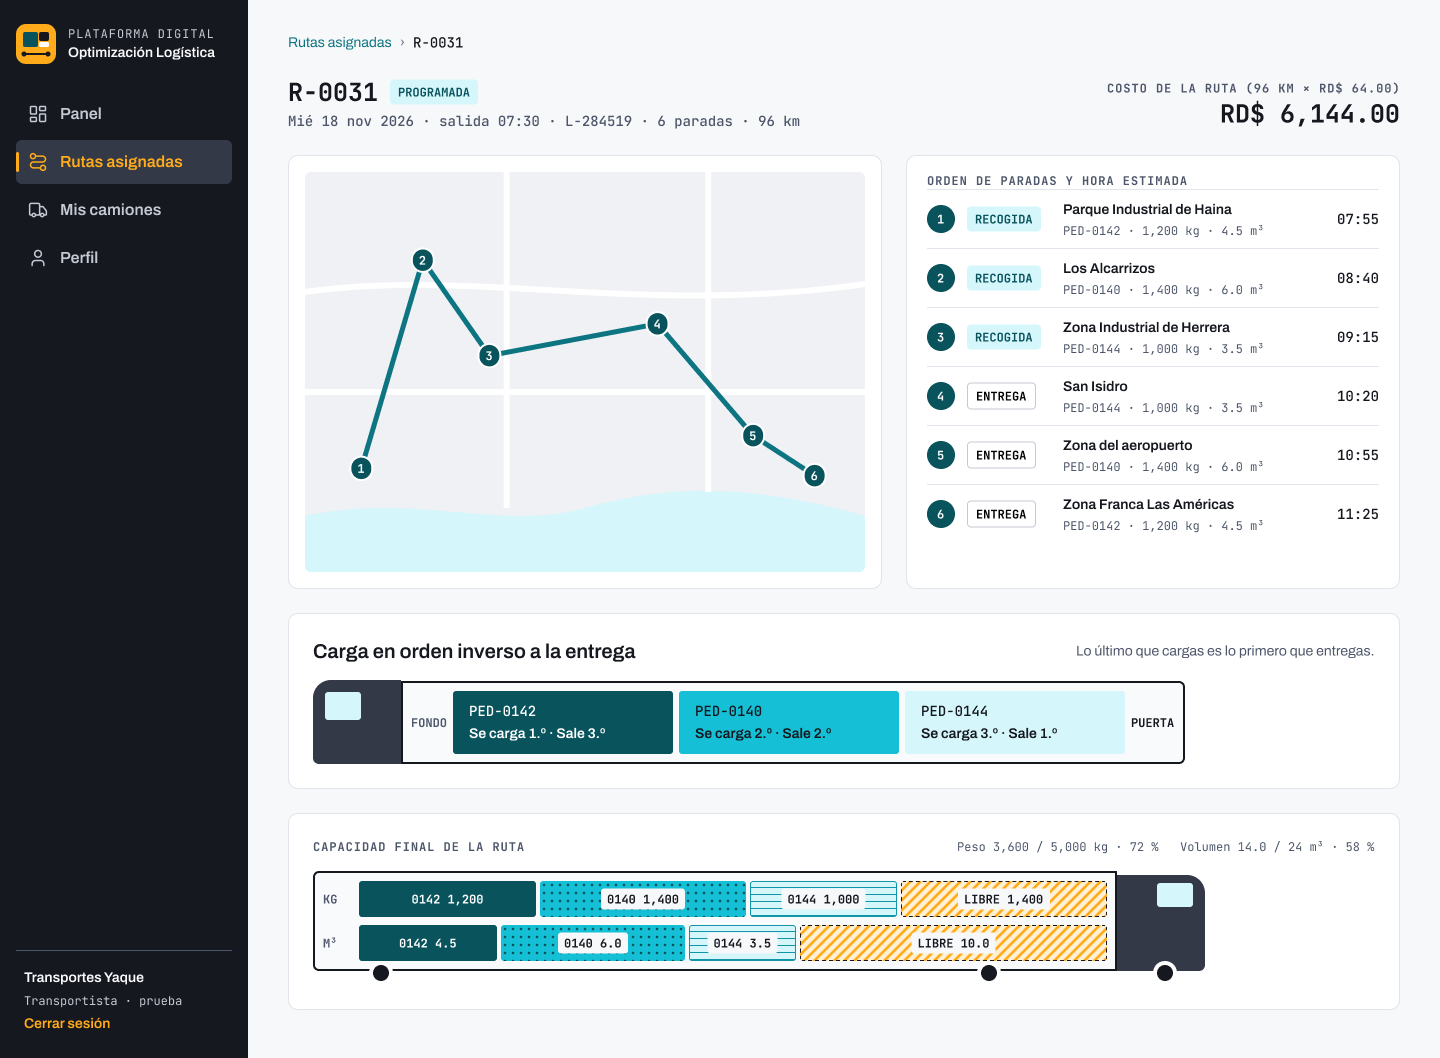 PLATAFORMA DIGITAL
Optimización Logística
Panel
Rutas asignadas
Mis camiones
Perfil
Transportes Yaque
Transportista · prueba
Cerrar sesión
Rutas asignadas › R-0031
R-0031 PROGRAMADA
Mié 18 nov 2026 · salida 07:30 · L-284519 · 6 paradas · 96 km
COSTO DE LA RUTA (96 KM × RD$ 64.00)
RD$ 6,144.00
2
4
3
5
1
6
ORDEN DE PARADAS Y HORA ESTIMADA
1 RECOGIDA Parque Industrial de Haina 07:55
PED-0142 · 1,200 kg · 4.5 m³
2 RECOGIDA Los Alcarrizos 08:40
PED-0140 · 1,400 kg · 6.0 m³
3 RECOGIDA Zona Industrial de Herrera 09:15
PED-0144 · 1,000 kg · 3.5 m³
4 ENTREGA San Isidro 10:20
PED-0144 · 1,000 kg · 3.5 m³
5 ENTREGA Zona del aeropuerto 10:55
PED-0140 · 1,400 kg · 6.0 m³
6 ENTREGA Zona Franca Las Américas 11:25
PED-0142 · 1,200 kg · 4.5 m³
Carga en orden inverso a la entrega
Lo último que cargas es lo primero que entregas.
FONDO
PED-0142
Se carga 1.º · Sale 3.º
PED-0140
Se carga 2.º · Sale 2.º
PED-0144
Se carga 3.º · Sale 1.º
PUERTA
CAPACIDAD FINAL DE LA RUTA
Peso 3,600 / 5,000 kg · 72 % Volumen 14.0 / 24 m³ · 58 %
KG 0142 1,200 0140 1,400 0144 1,000 LIBRE 1,400
M³ 0142 4.5 0140 6.0 0144 3.5 LIBRE 10.0